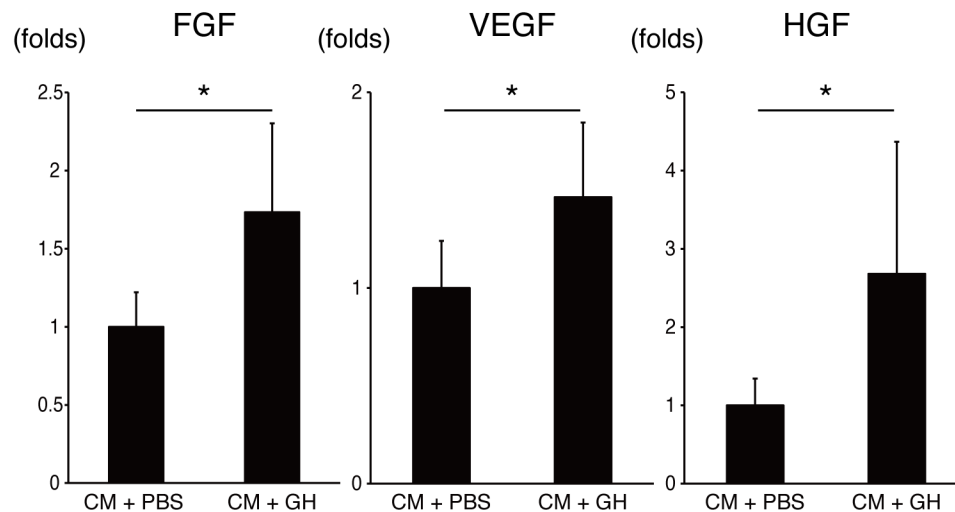 FGF
(folds)
*
2.5
2
1.5
1
0.5
0
CM + PBS
CM + GH
VEGF
(folds)
*
2
1
0
CM + PBS
CM + GH
HGF
(folds)
*
5
4
3
2
1
0
CM + PBS
CM + GH